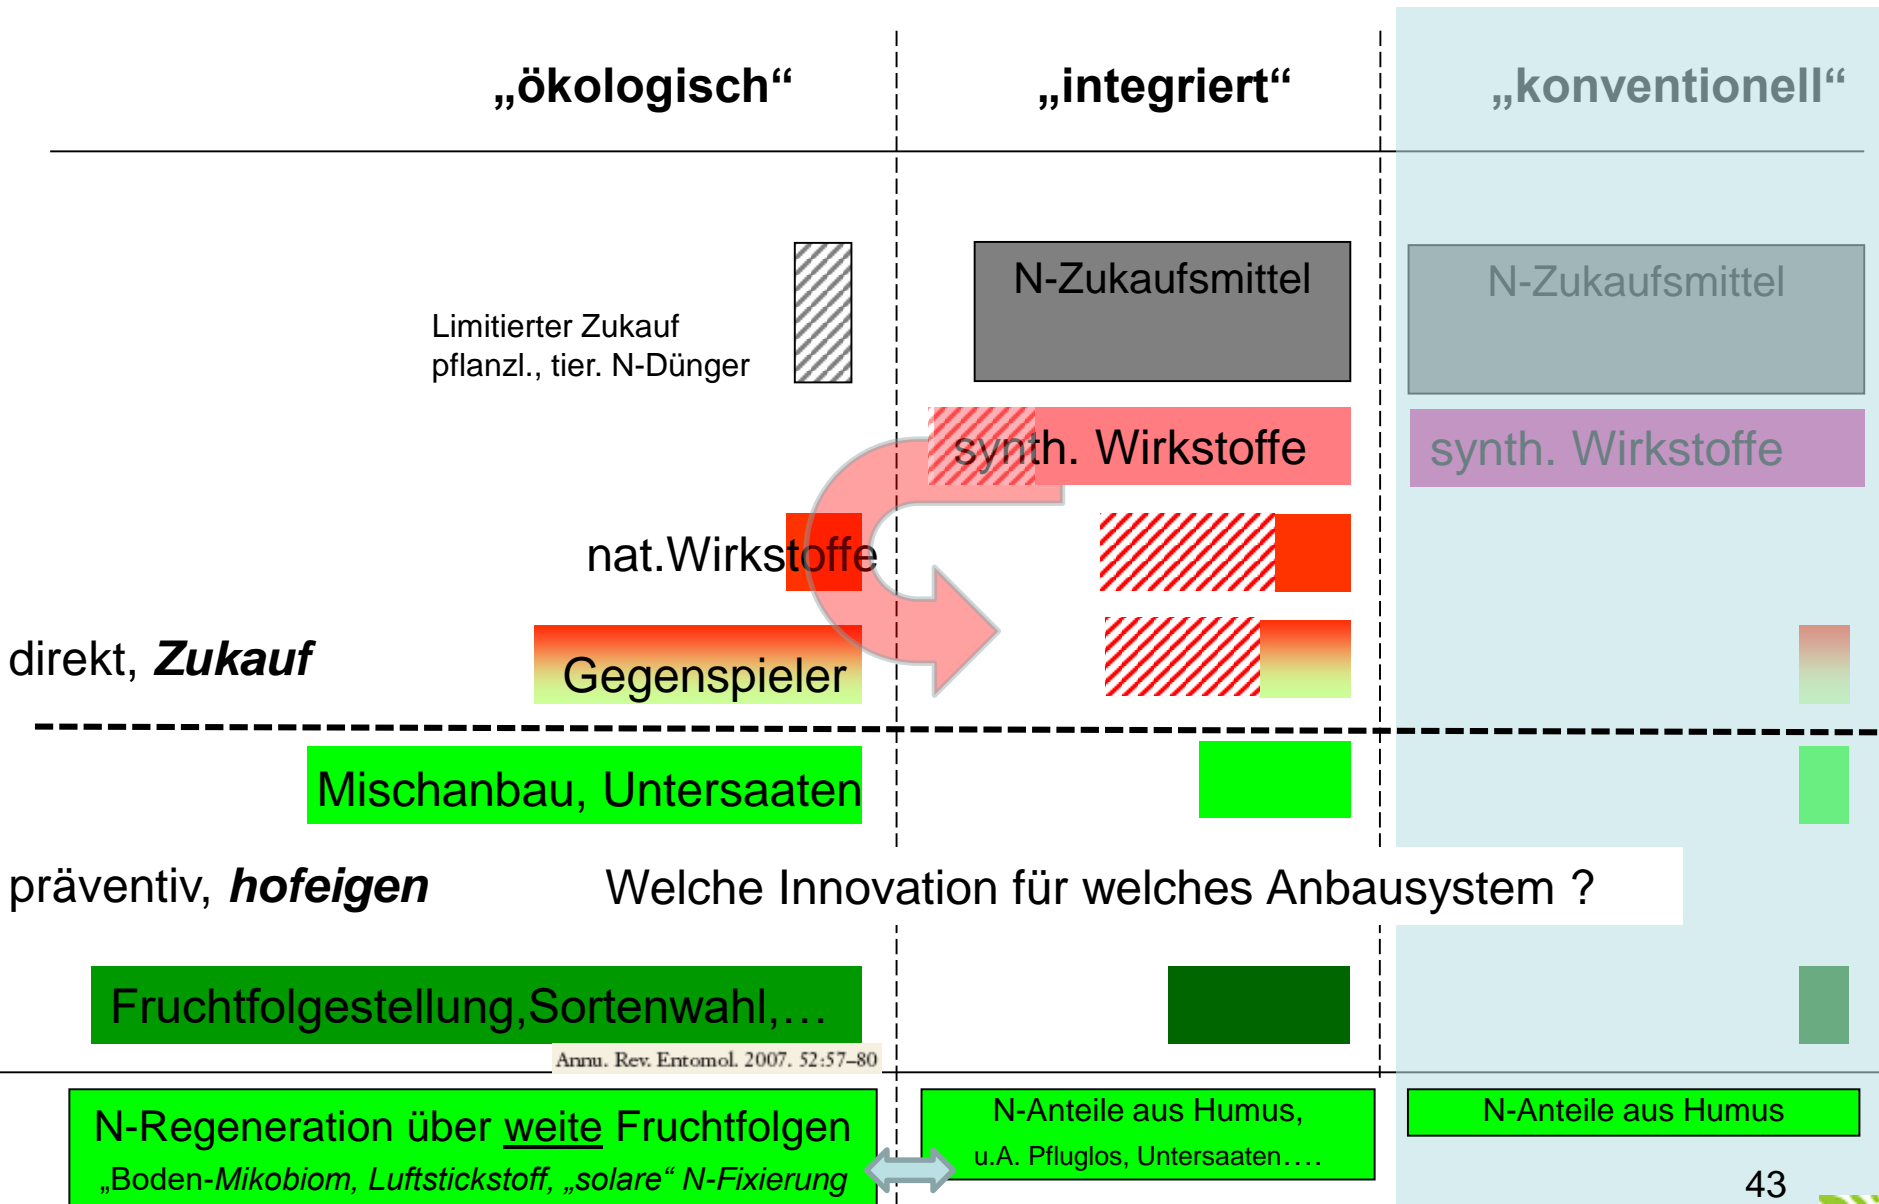 „ökologisch“
„integriert“
„konventionell“
N-Zukaufsmittel
N-Zukaufsmittel
Limitierter Zukauf
pflanzl., tier. N-Dünger
synth. Wirkstoffe
synth. Wirkstoffe
nat.Wirkstoffe
direkt, Zukauf
Gegenspieler
Mischanbau, Untersaaten
präventiv, hofeigen
Welche Innovation für welches Anbausystem ?
Fruchtfolgestellung,Sortenwahl,…
Annu. Rev. Entomol. 2007. 52:57–80
N-Regeneration über weite Fruchtfolgen
„Boden-Mikobiom, Luftstickstoff, „solare“ N-Fixierung
N-Anteile aus Humus,
u.A. Pfluglos, Untersaaten….
N-Anteile aus Humus
43